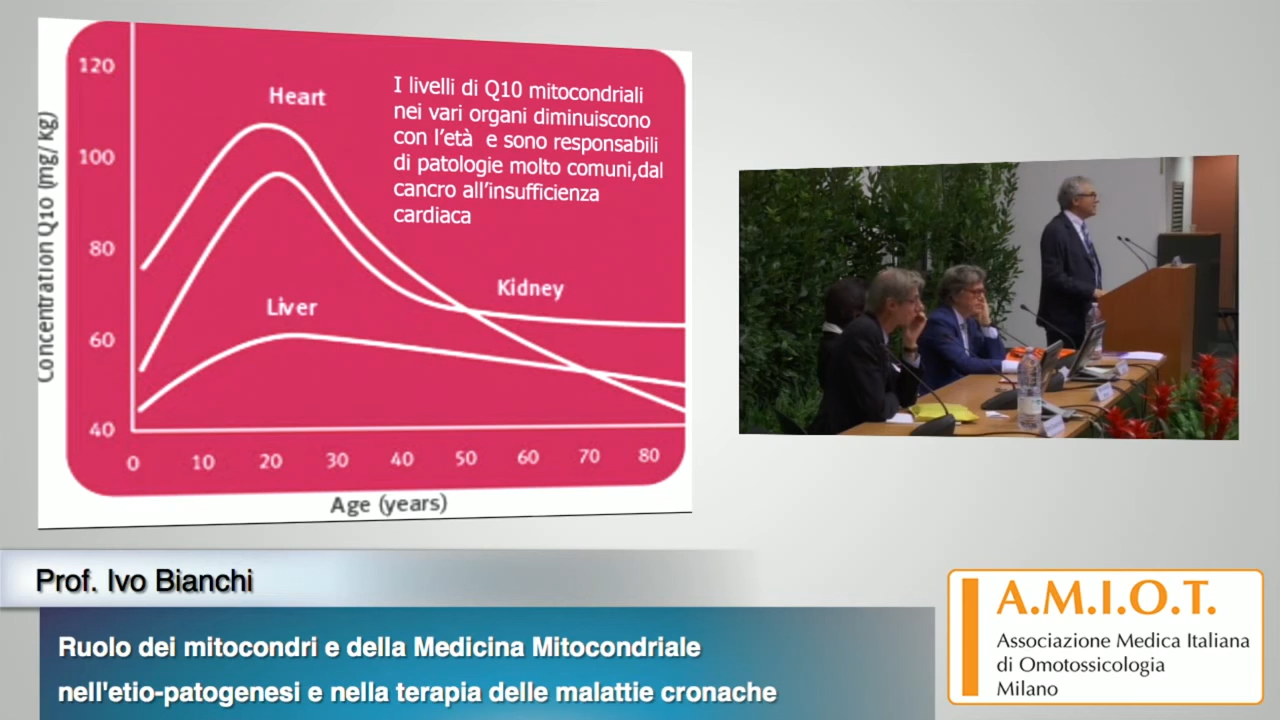 120
100
80
60
40
Concentration Q10 (mg/ kg)
Heart
Liver
Kidney
I livelli di Q10 mitocondriali
nei vari organi diminuiscono
con l'età e sono responsabili
di patologie molto comuni,dal
cancro all'insufficienza
cardiaca
0 10 20 30 40 50 60 70 80
Age (years)
Prof. Ivo Bianchi
Ruolo dei mitocondri e della Medicina Mitocondriale
nell'etio-patogenesi e nella terapia delle malattie cronache
A.M.I.O.T.
Associazione Medica Italiana
di Omotossicologia
Milano